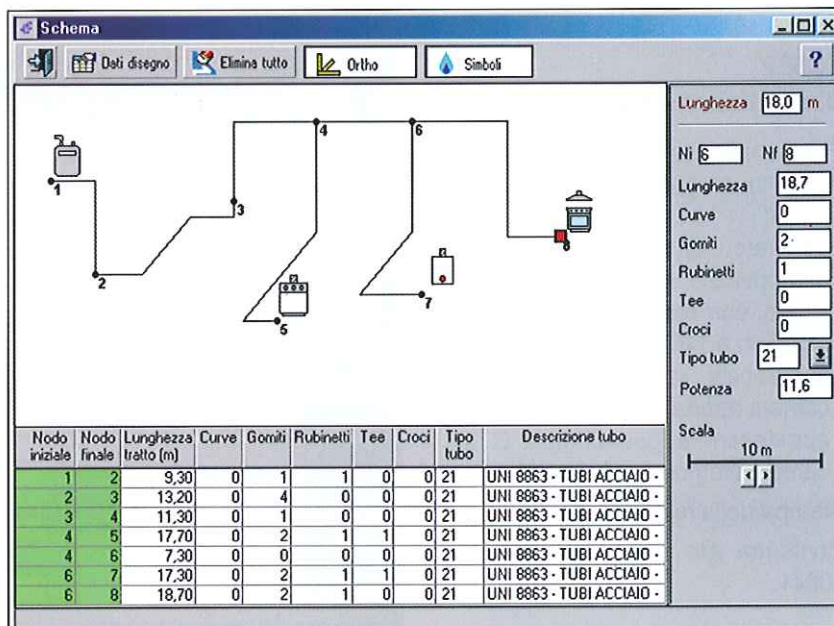 Schema
Dati disegno Elimina tutto Ortho Simboli ?
Lunghezza 18,0 m
Ni 6 Nf 8
Lunghezza 18,7
Curve 0
Gomiti 2
Rubinetti 1
Tee 0
Croci 0
Tipo tubo 21
Potenza 11,6
Scala
10 m
1
2
3
4
5
6
7
8
Nodo iniziale Nodo finale Lunghezza tratto (m) Curve Gomiti Rubinetti Tee Croci Tipo tubo Descrizione tubo
1 2 9,30 0 1 1 0 0 21 UNI 8863 - TUBI ACCIAIO -
2 3 13,20 0 4 0 0 0 21 UNI 8863 - TUBI ACCIAIO -
3 4 11,30 0 1 0 0 0 21 UNI 8863 - TUBI ACCIAIO -
4 5 17,70 0 2 1 1 0 21 UNI 8863 - TUBI ACCIAIO -
4 6 7,30 0 0 0 0 0 21 UNI 8863 - TUBI ACCIAIO -
6 7 17,30 0 2 1 1 0 21 UNI 8863 - TUBI ACCIAIO -
6 8 18,70 0 2 1 0 0 21 UNI 8863 - TUBI ACCIAIO -